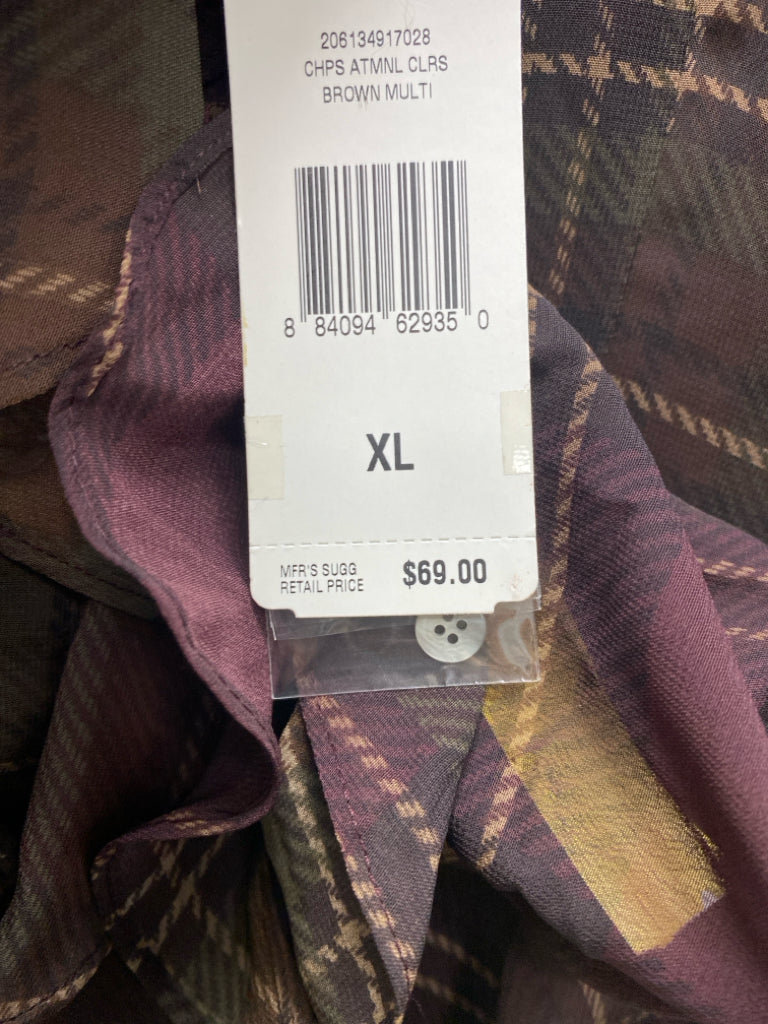 206134917028
CHPS ATMNL CLRS
BROWN MULTI
8 84094 62935 0
XL
MFR'S SUGG
RETAIL PRICE $69.00